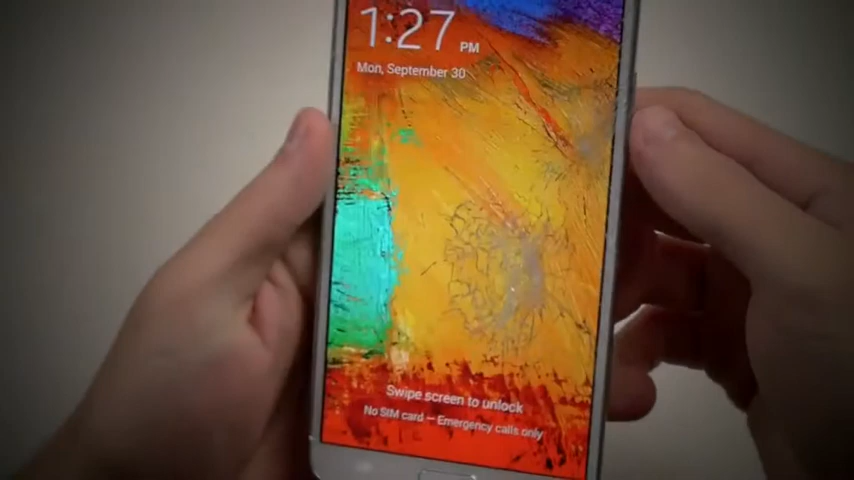 1:27 PM
Mon, September 30
Swipe screen to unlock
No SIM card — Emergency calls only